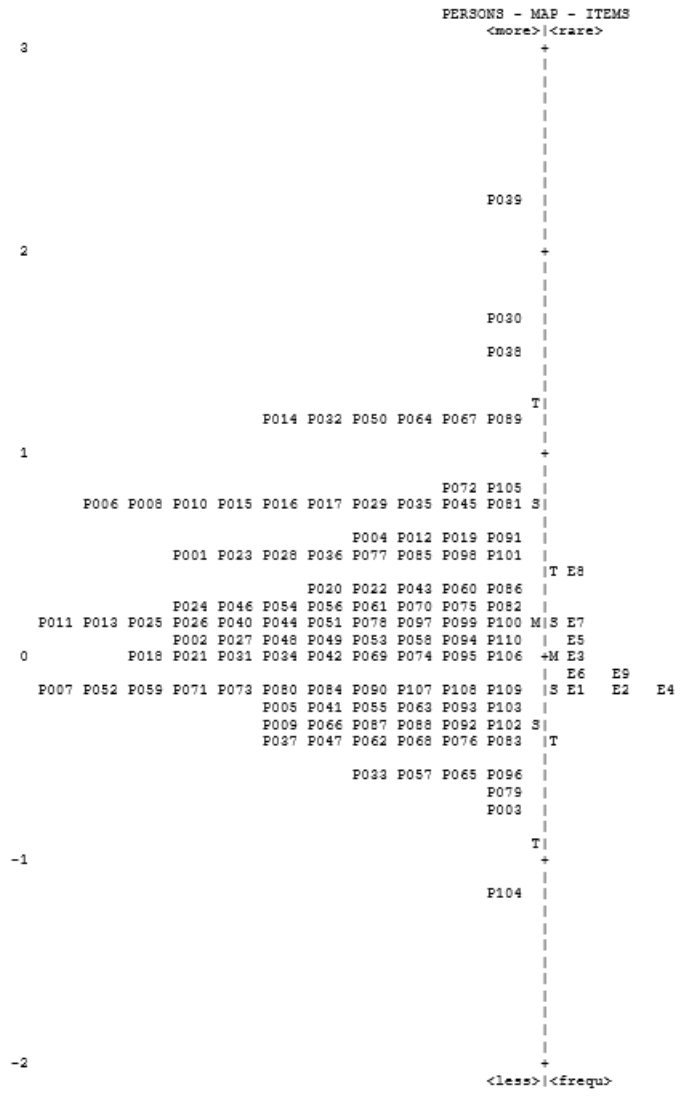 PERSONS - MAP - ITEMS
<more>|<rare>
3 +
|
|
|
|
|
|
|
|
P039 |
|
|
2 +
|
|
|
P030 |
|
P038 |
|
|
T|
P014 P032 P050 P064 P067 P089 |
|
1 +
|
P072 P105 |
P006 P008 P010 P015 P016 P017 P029 P035 P045 P081 S|
|
P004 P012 P019 P091 |
P001 P023 P028 P036 P077 P085 P098 P101 |
|T E8
P020 P022 P043 P060 P086 |
P024 P046 P054 P056 P061 P070 P075 P082 |
P011 P013 P025 P026 P040 P044 P051 P078 P097 P099 P100 M|S E7
P002 P027 P048 P049 P053 P058 P094 P110 | E5
0 P018 P021 P031 P034 P042 P069 P074 P095 P106 +M E3
| E6 E9
P007 P052 P059 P071 P073 P080 P084 P090 P107 P108 P109 |S E1 E2 E4
P005 P041 P055 P063 P093 P103 |
P009 P066 P087 P088 P092 P102 S|
P037 P047 P062 P068 P076 P083 |T
|
P033 P057 P065 P096 |
P079 |
P003 |
|
T|
-1 +
|
P104 |
|
|
|
|
|
|
|
|
|
-2 +
<less>|<frequ>